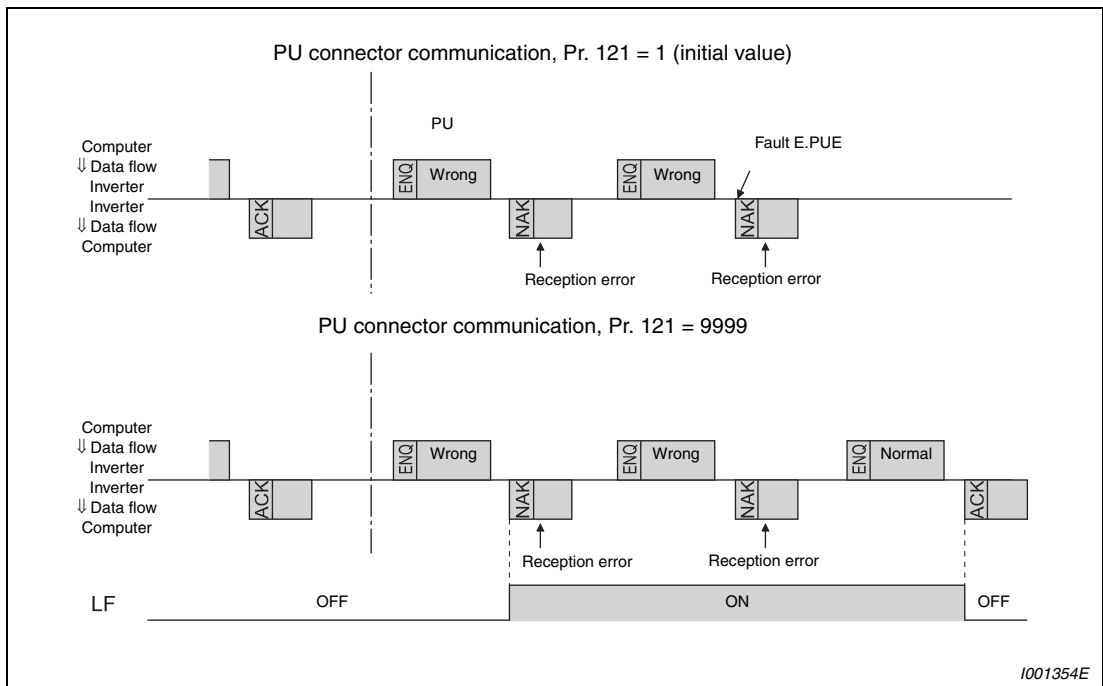 PU connector communication, Pr. 121 = 1 (initial value)
PU
Fault E.PUE
Computer
⇓ Data flow
Inverter
Inverter
⇓ Data flow
Computer
ENQ Wrong
ENQ Wrong
ACK
NAK
NAK
Reception error
Reception error
PU connector communication, Pr. 121 = 9999
Computer
⇓ Data flow
Inverter
Inverter
⇓ Data flow
Computer
ENQ Wrong
ENQ Wrong
ENQ Normal
ACK
NAK
NAK
ACK
Reception error
Reception error
LF
OFF
ON
OFF
I001354E